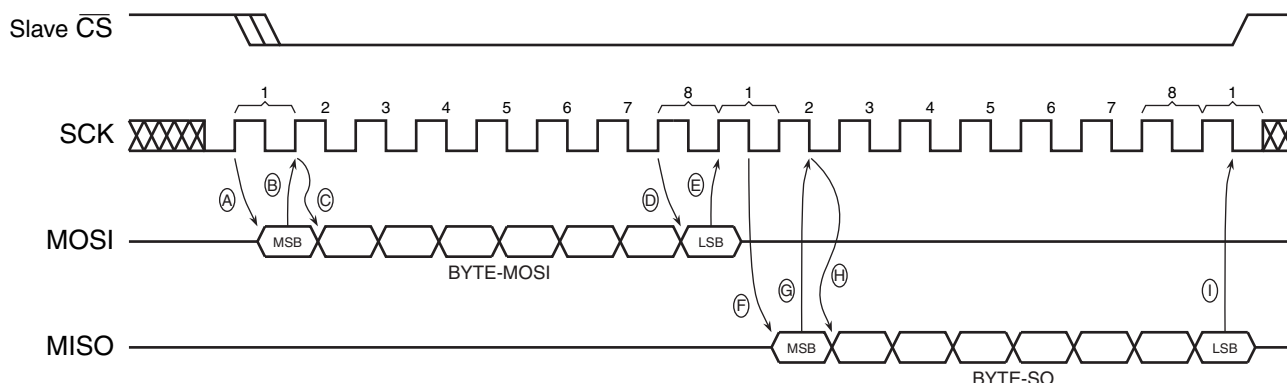 Slave CS
1 2 3 4 5 6 7 8 1 2 3 4 5 6 7 8 1
SCK
A B C D E
MOSI MSB LSB
BYTE-MOSI
F G H I
MISO MSB LSB
BYTE-SO